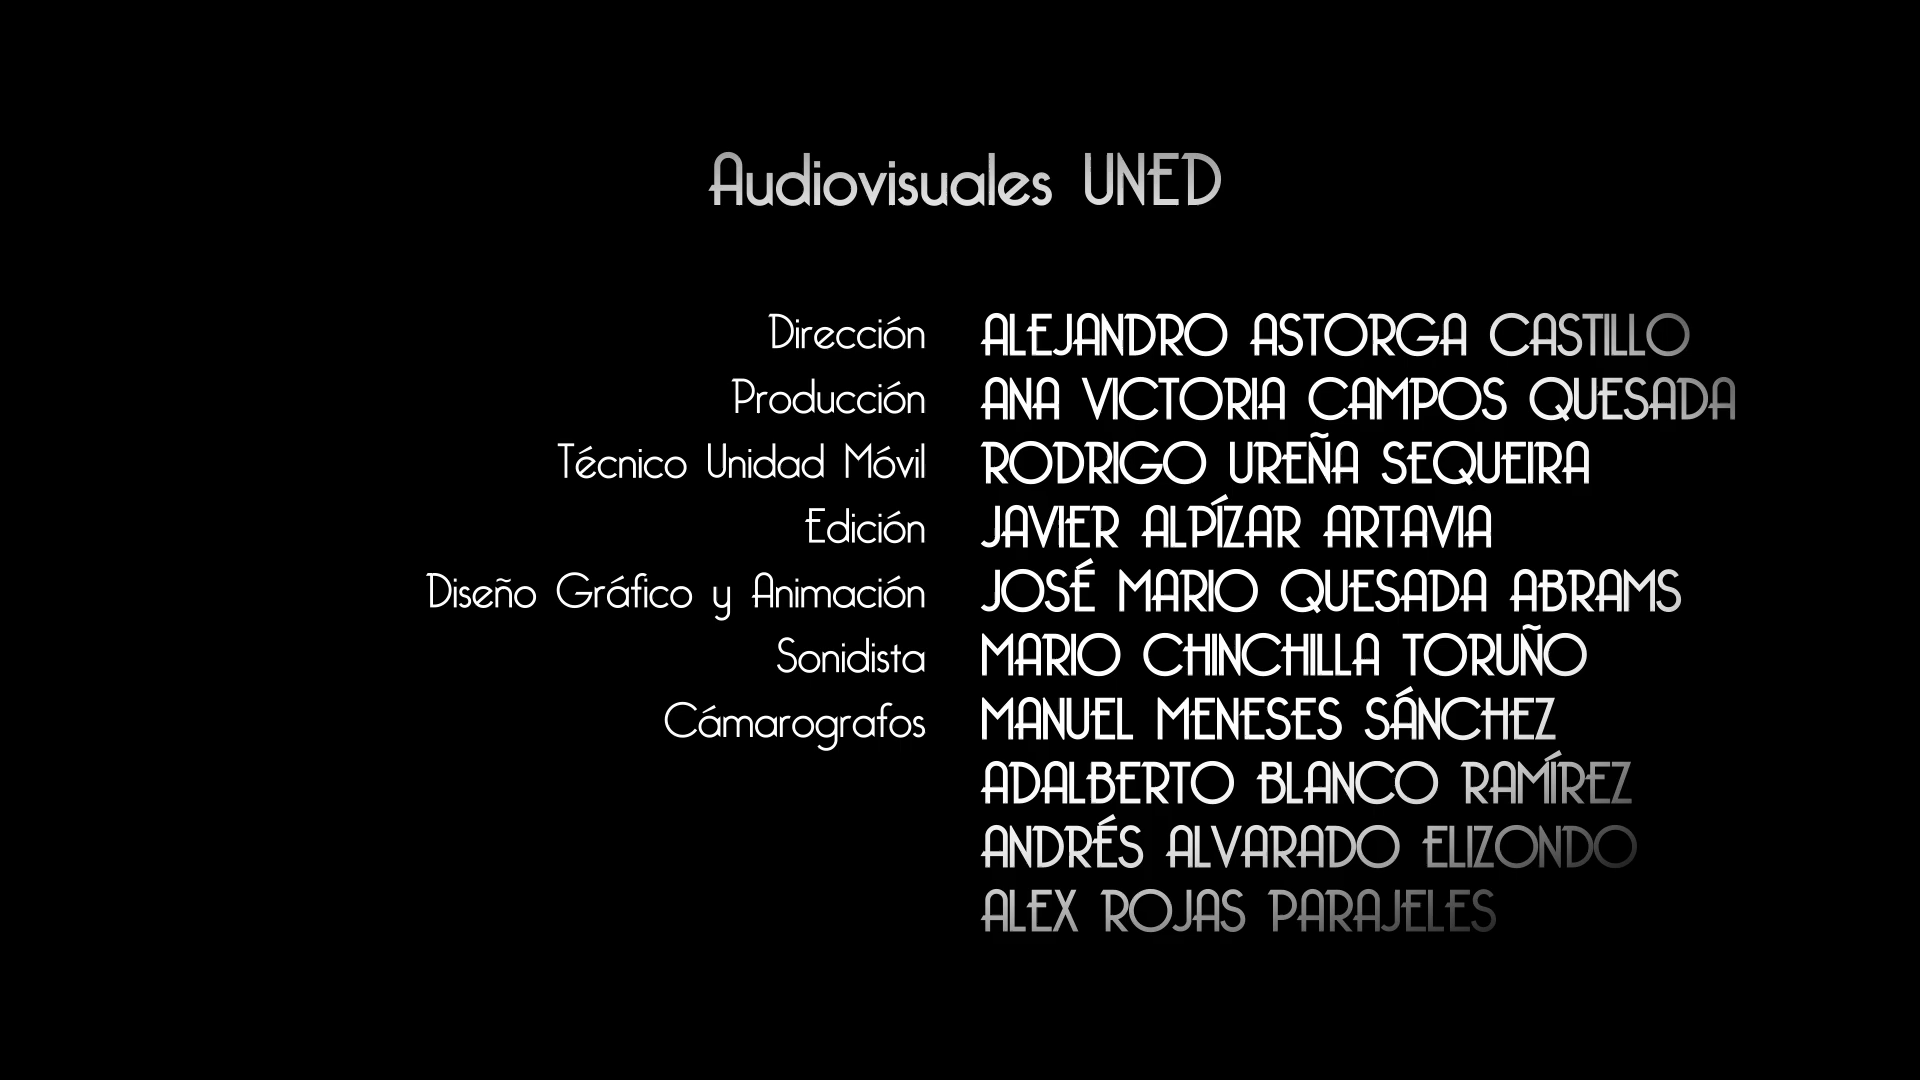 Audiovisuales UNED
Dirección ALEJANDRO ASTORGA CASTILLO
Producción ANA VICTORIA CAMPOS QUESADA
Técnico Unidad Móvil RODRIGO UREÑA SEQUEIRA
Edición JAVIER ALPÍZAR ARTAVIA
Diseño Gráfico y Animación JOSÉ MARIO QUESADA ABRAMS
Sonidista MARIO CHINCHILLA TORUÑO
Cámarografos MANUEL MENESES SÁNCHEZ
ADALBERTO BLANCO RAMÍREZ
ANDRÉS ALVARADO ELIZONDO
ALEX ROJAS PARAJELES